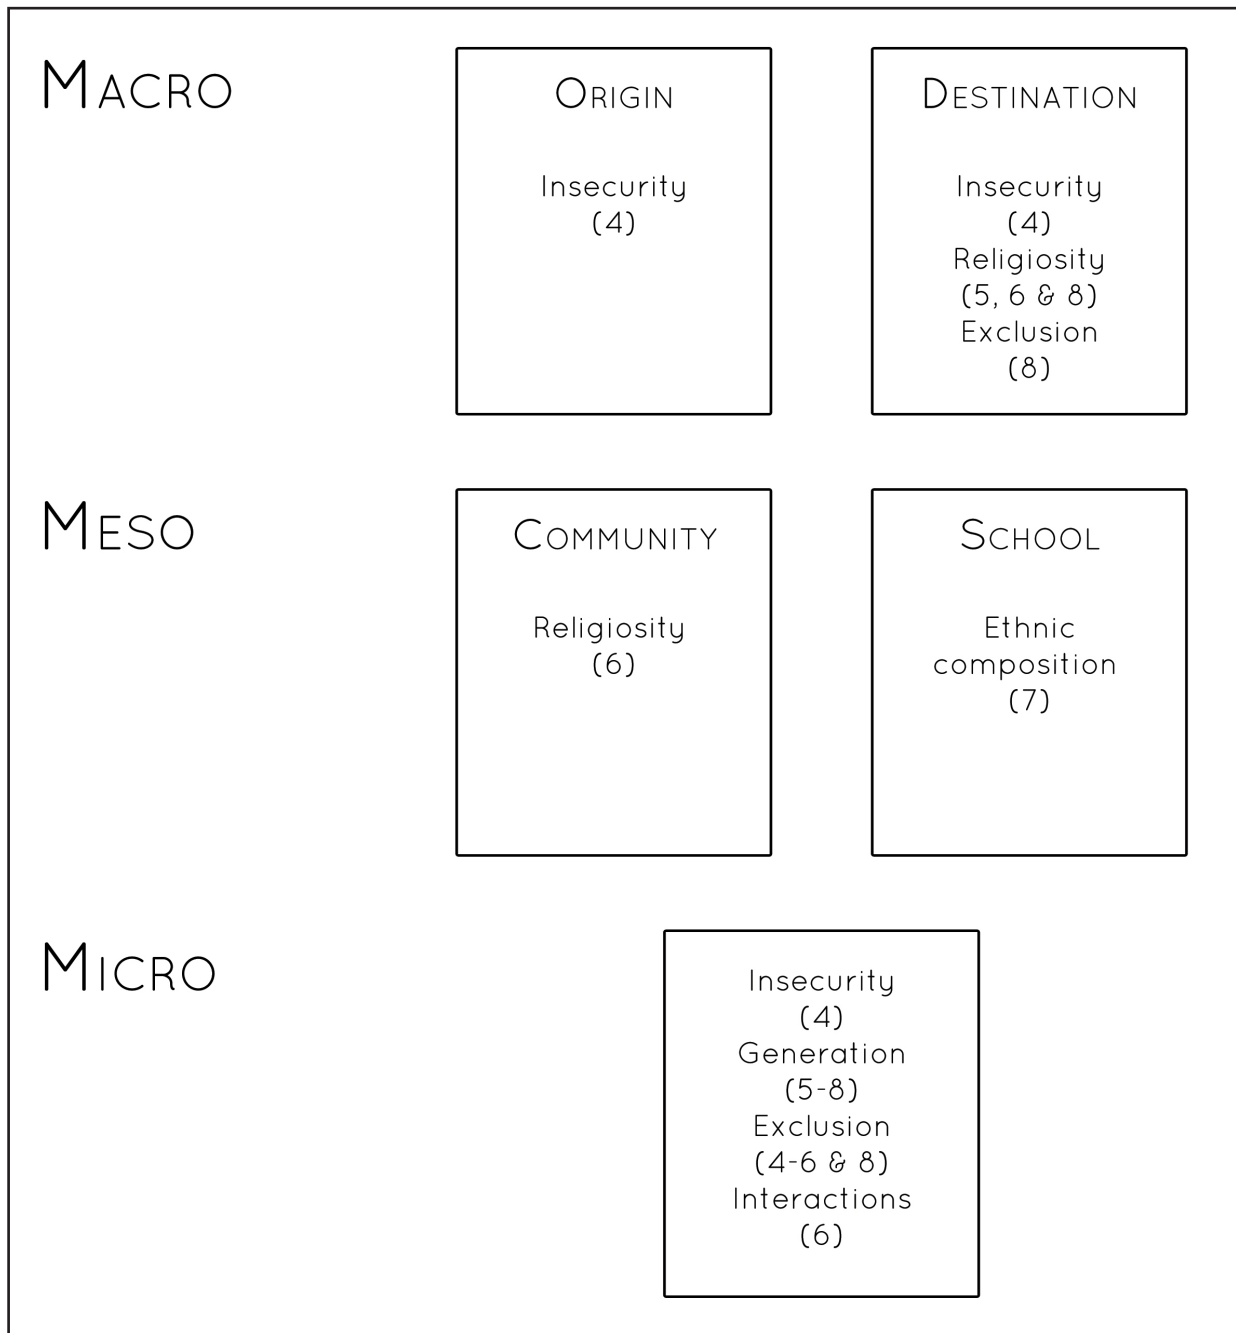 MACRO
ORIGIN
Insecurity
(4)
DESTINATION
Insecurity
(4)
Religiosity
(5, 6 & 8)
Exclusion
(8)
MESO
COMMUNITY
Religiosity
(6)
SCHOOL
Ethnic
composition
(7)
MICRO
Insecurity
(4)
Generation
(5-8)
Exclusion
(4-6 & 8)
Interactions
(6)